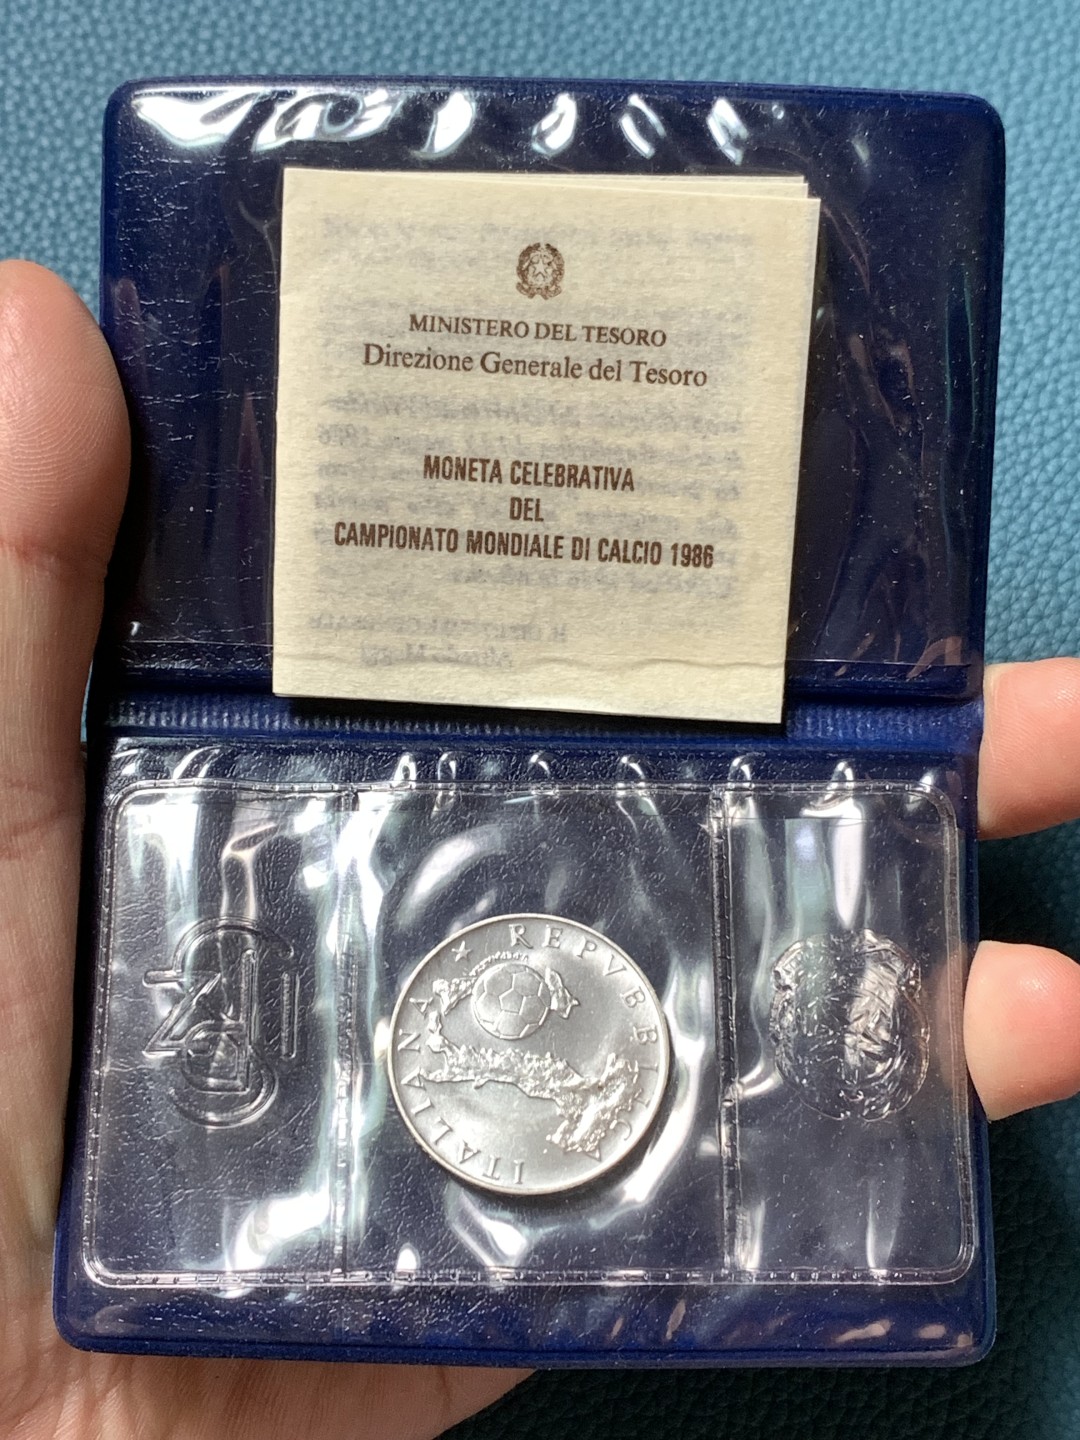 MINISTERO DEL TESORO
Direzione Generale del Tesoro
MONETA CELEBRATIVA
DEL
CAMPIONATO MONDIALE DI CALCIO 1986
REPVBBLICA
ITALIANA